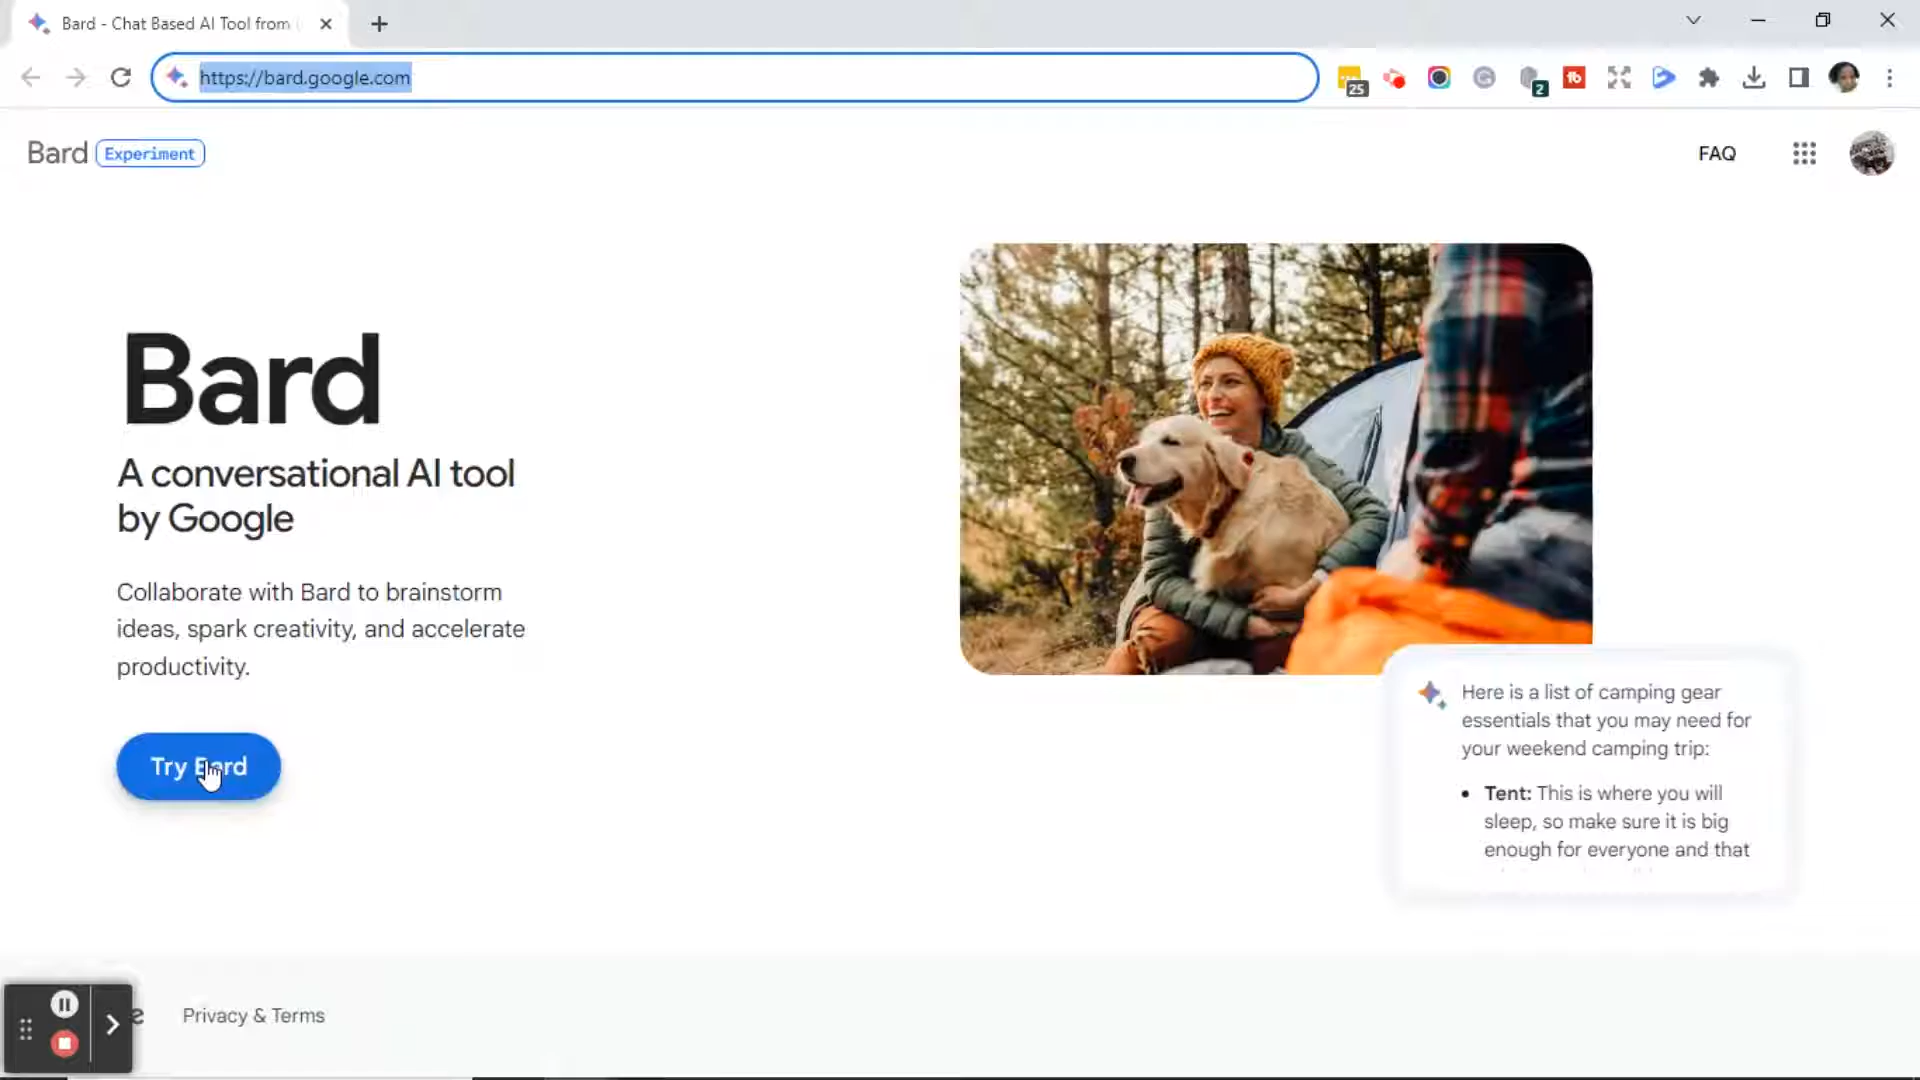 Bard - Chat Based AI Tool from
https://bard.google.com
25
2
Bard Experiment
FAQ
Bard
A conversational AI tool
by Google
Collaborate with Bard to brainstorm
ideas, spark creativity, and accelerate
productivity.
Try Bard
Here is a list of camping gear
essentials that you may need for
your weekend camping trip:
• Tent: This is where you will
sleep, so make sure it is big
enough for everyone and that
Privacy & Terms